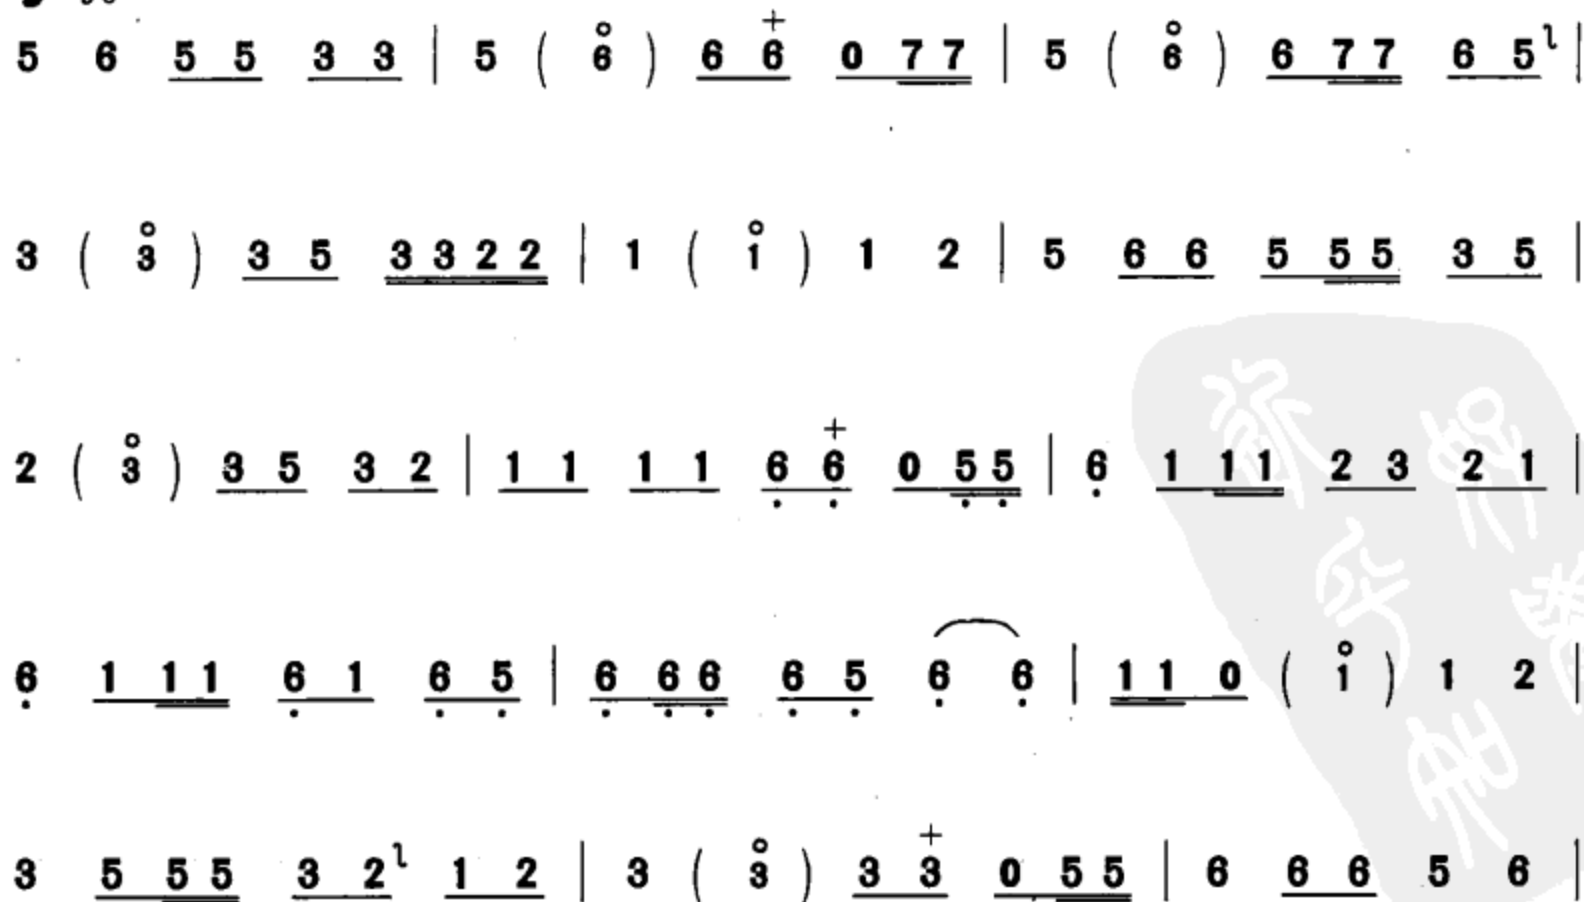 5 6 5 5 3 3 | 5 ( 6 ) 6 6 0 7 7 | 5 ( 6 ) 6 7 7 6 5 |
3 ( 3 ) 3 5 3 3 2 2 | 1 ( 1 ) 1 2 | 5 6 6 5 5 5 3 5 |
2 ( 3 ) 3 5 3 2 | 1 1 1 1 6̣ 6̣ 0 5̣ 5̣ | 6̣ 1 1 1 2 3 2 1 |
6̣ 1 1 1 6̣ 1 6̣ 5̣ | 6̣ 6̣ 6̣ 6̣ 5̣ 6̣ 6̣ | 1 1 0 ( 1 ) 1 2 |
3 5 5 5 3 2 1 2 | 3 ( 3 ) 3 3 0 5 5 | 6 6 6 5 6 |